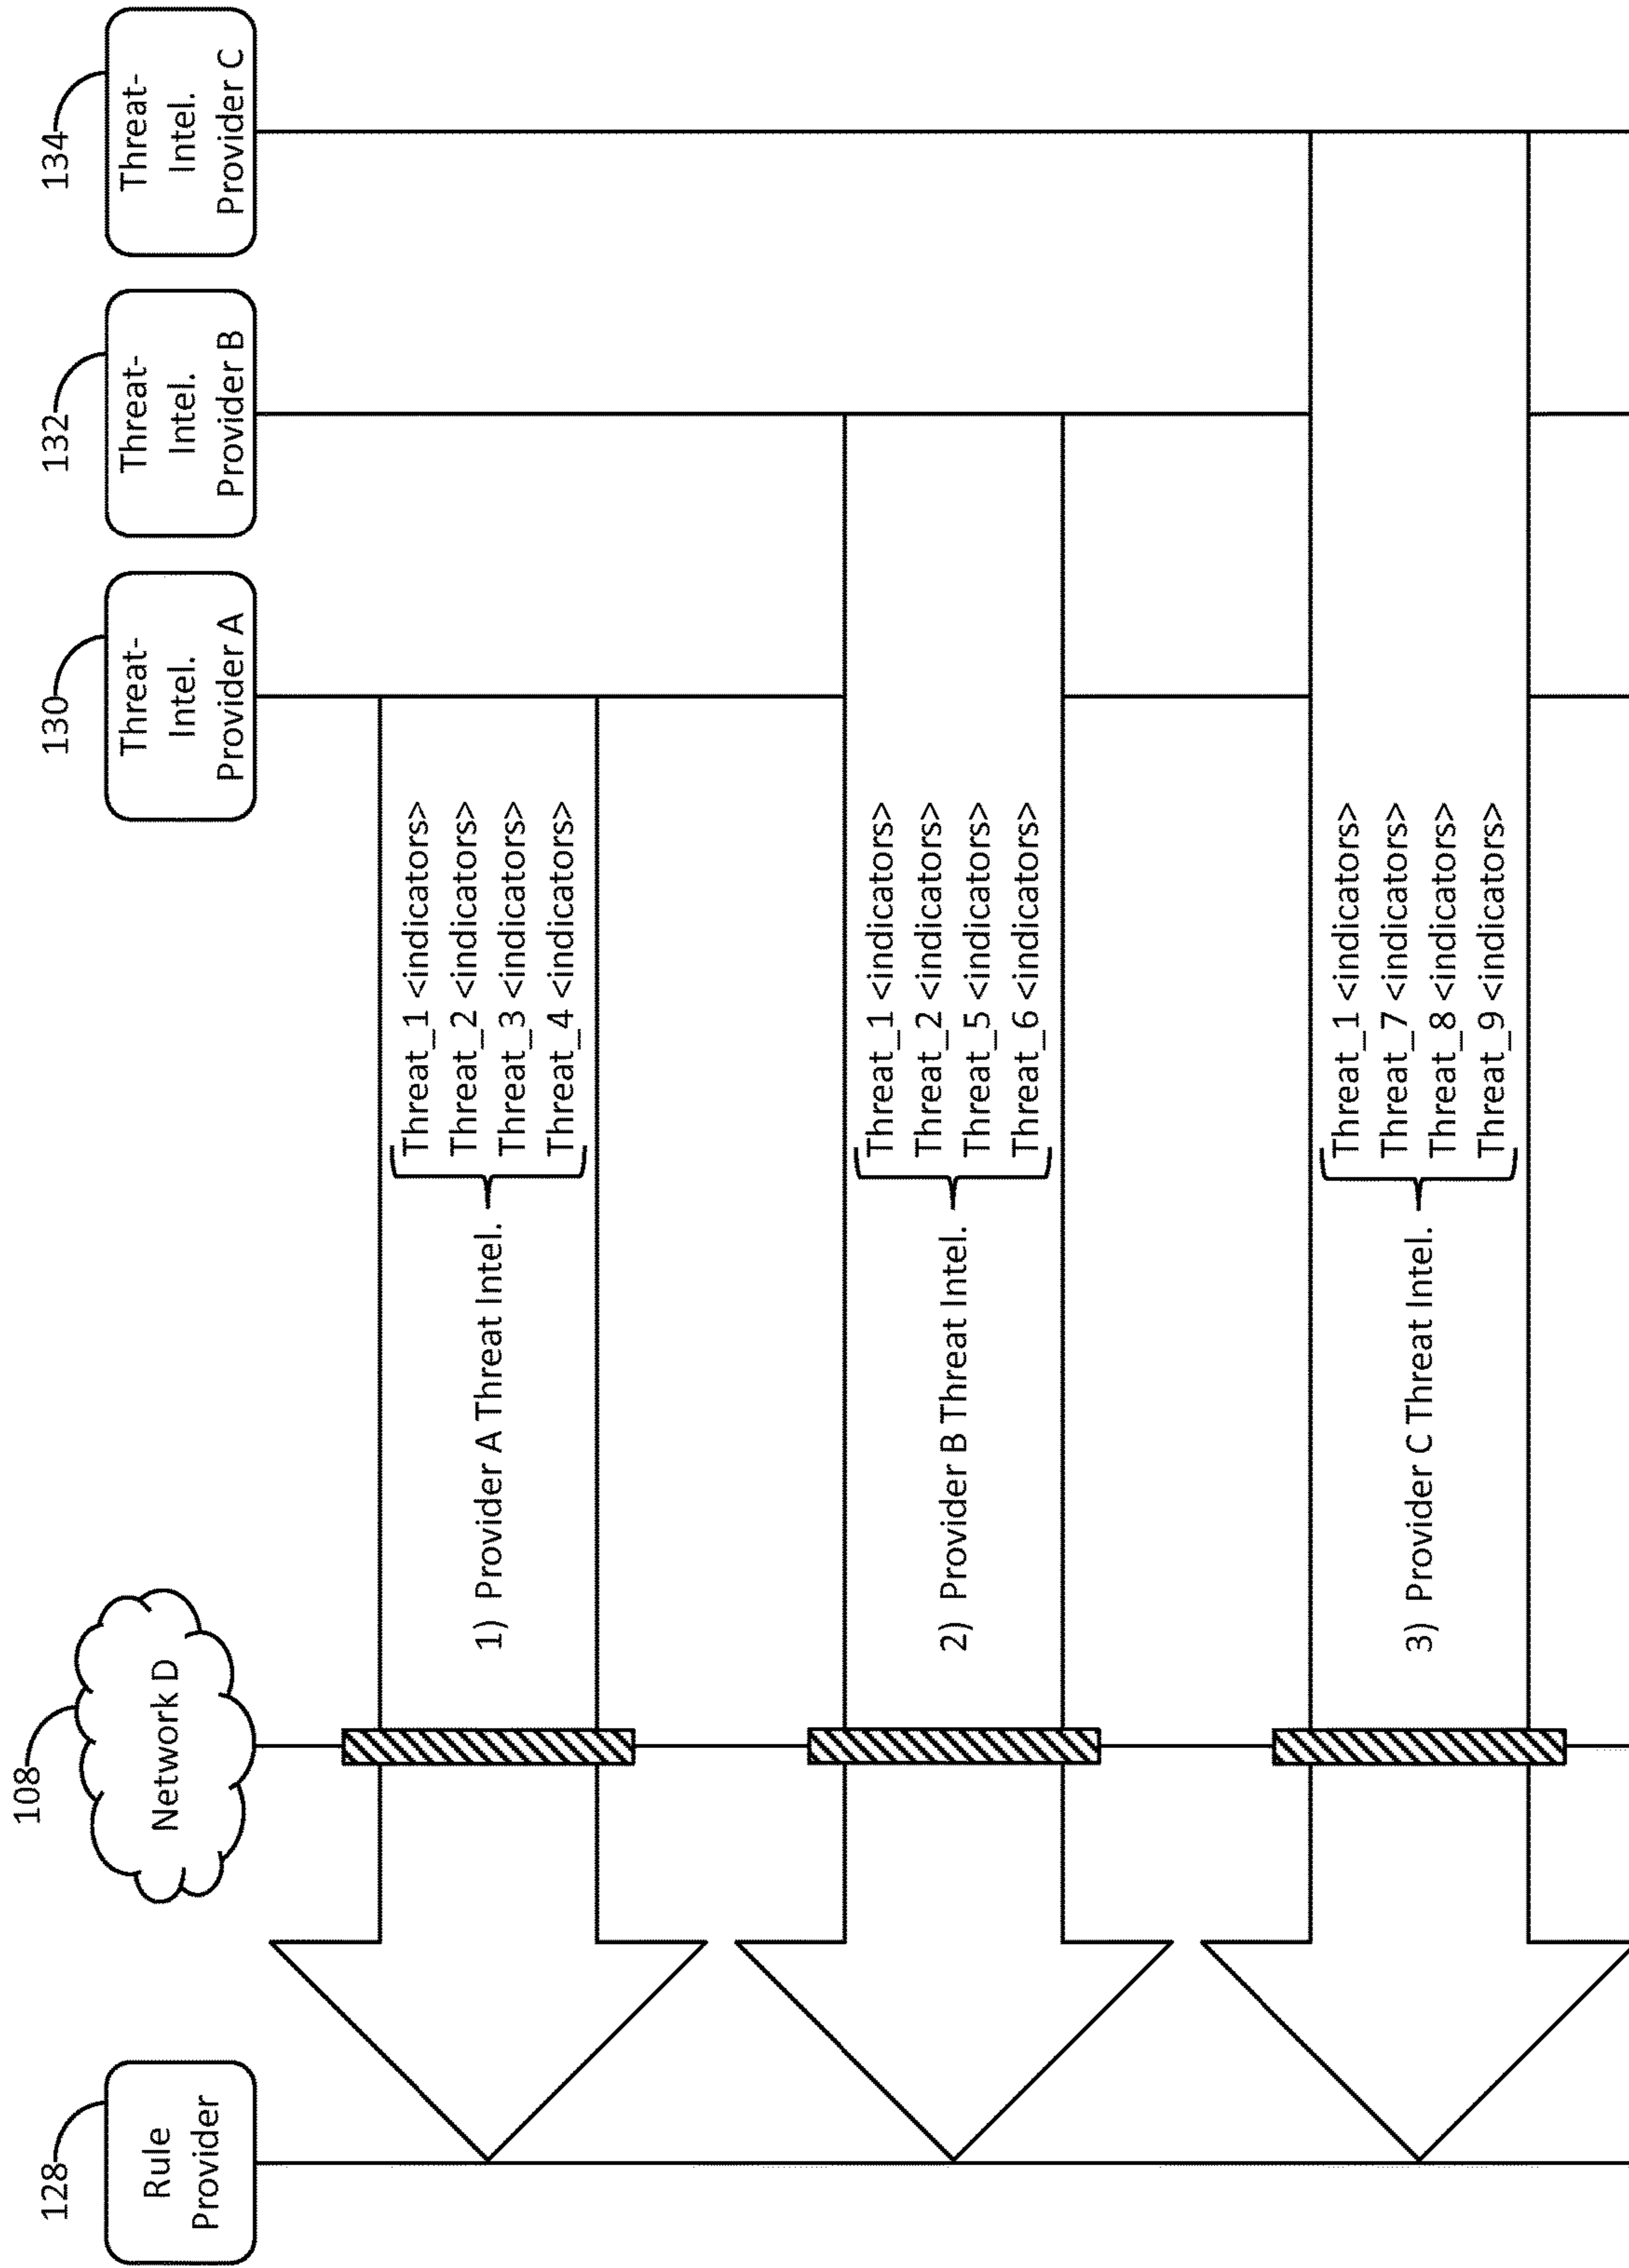 128
Rule
Provider
108
Network D
130
Threat-
Intel.
Provider A
132
Threat-
Intel.
Provider B
134
Threat-
Intel.
Provider C
1) Provider A Threat Intel.
Threat_1 <indicators>
Threat_2 <indicators>
Threat_3 <indicators>
Threat_4 <indicators>
2) Provider B Threat Intel.
Threat_1 <indicators>
Threat_2 <indicators>
Threat_5 <indicators>
Threat_6 <indicators>
3) Provider C Threat Intel.
Threat_1 <indicators>
Threat_7 <indicators>
Threat_8 <indicators>
Threat_9 <indicators>